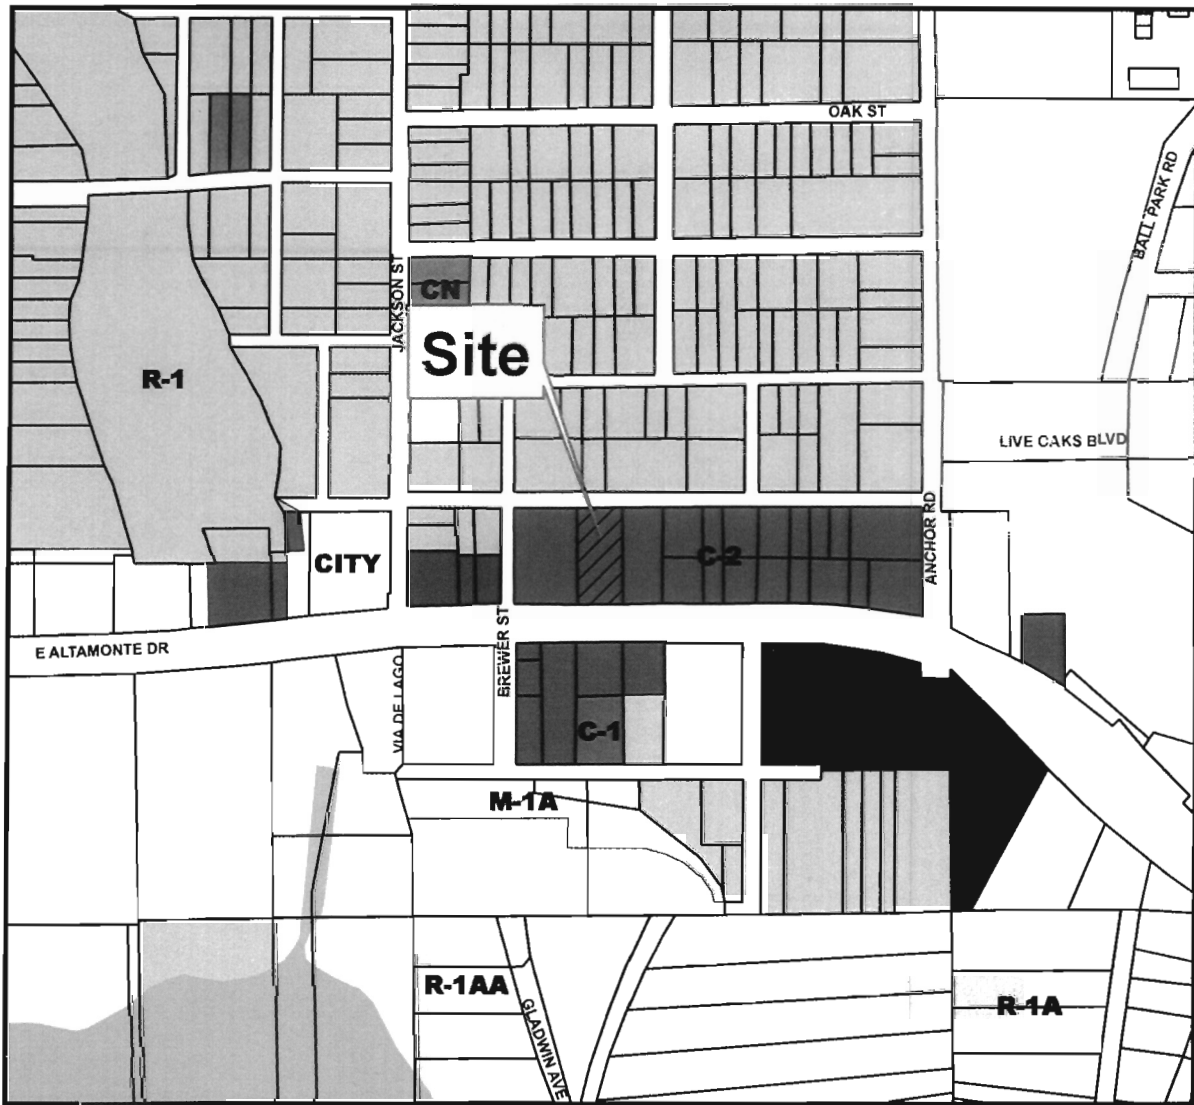 OAK ST
BALL PARK RD
JACKSON ST
CN
Site
R-1
LIVE CAKS BLVD
ANCHOR RD
CITY
C-2
E ALTAMONTE DR
BREWER ST
VIA DE LAGO
C-1
M-1A
R-1AA
GLADWIN AVE
R-1A